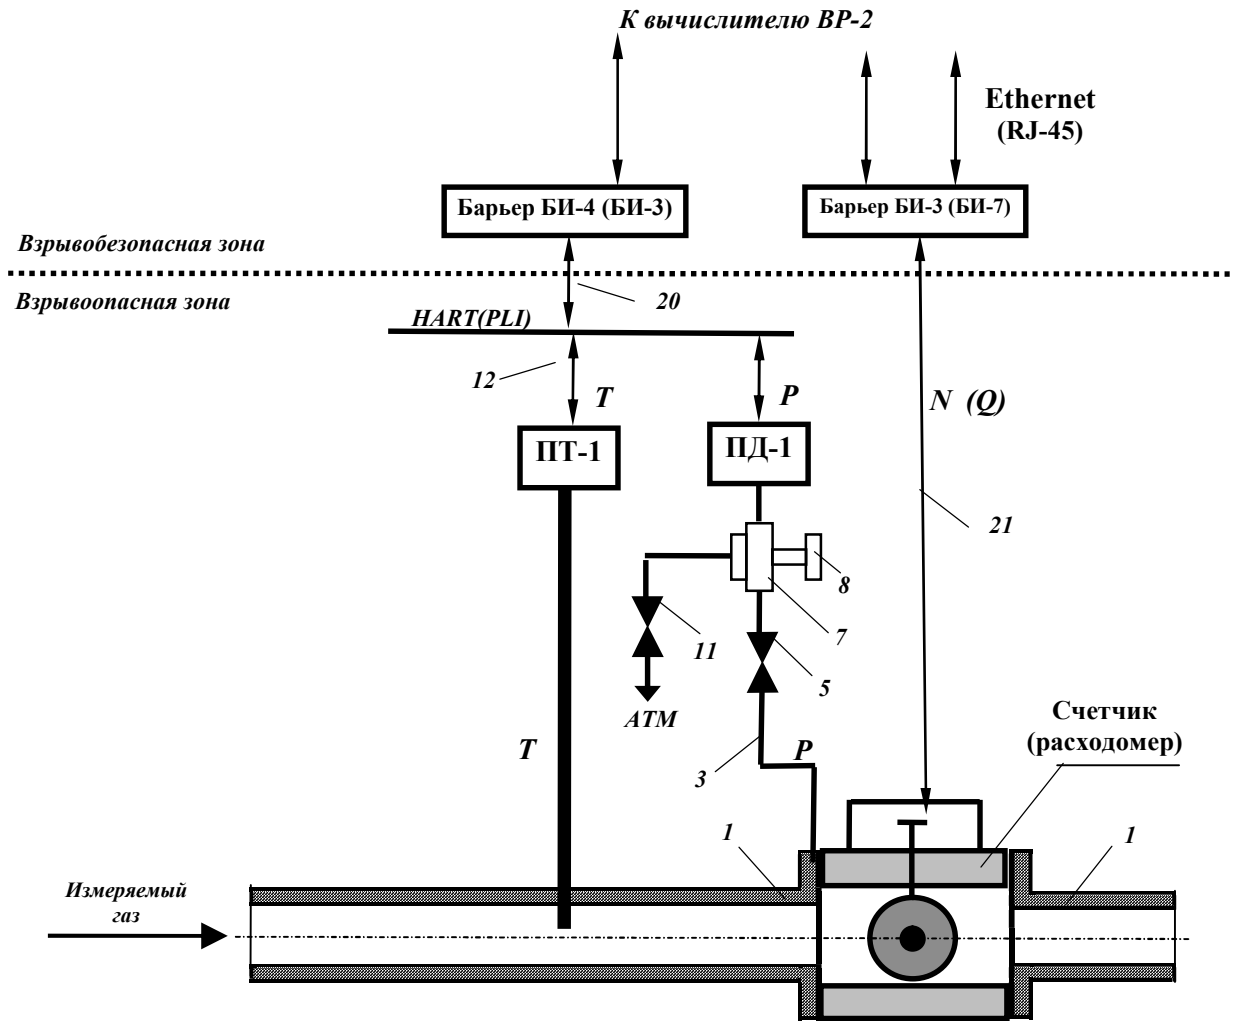 К вычислителю ВР-2
Ethernet
(RJ-45)
Барьер БИ-4 (БИ-3)
Барьер БИ-3 (БИ-7)
Взрывобезопасная зона
Взрывоопасная зона
20
HART(PLI)
12
T
P
N (Q)
ПТ-1
ПД-1
21
8
7
11
5
АТМ
T
3
P
Счетчик
(расходомер)
1
1
Измеряемый
газ